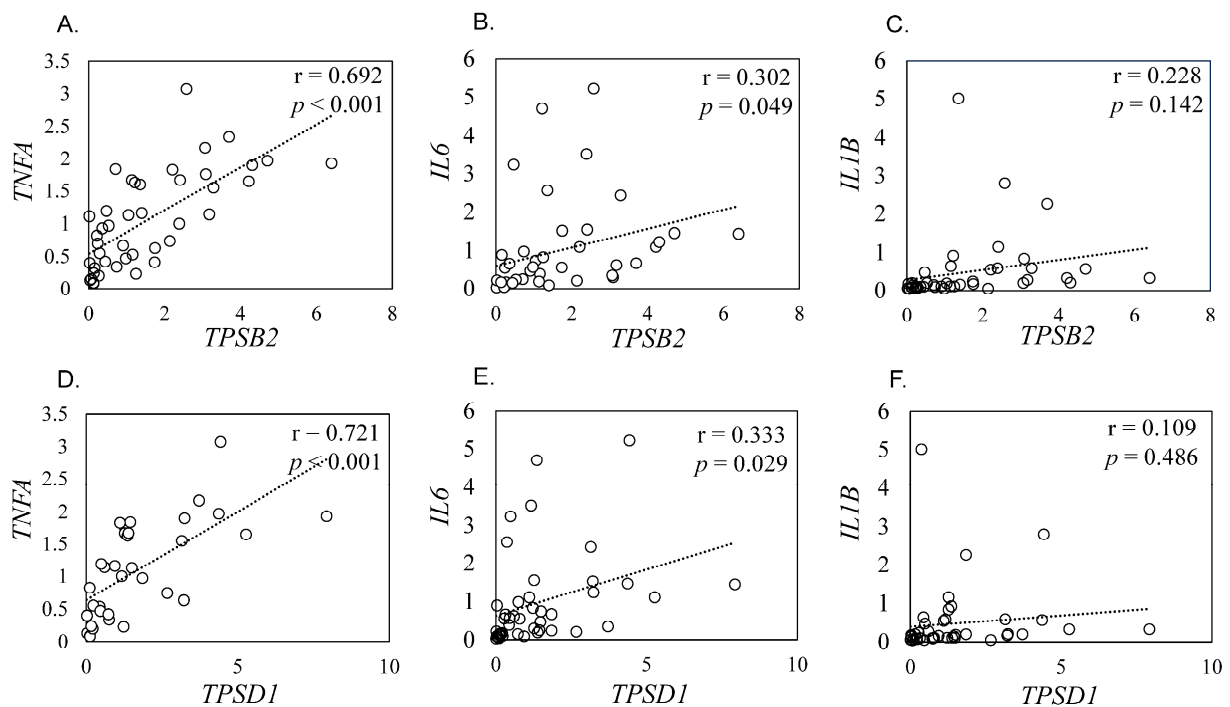 A.
3.5
3
2.5
2
1.5
1
0.5
0
TNFA
r = 0.692
p < 0.001
0 2 4 6 8
TPSB2
B.
6
5
4
3
2
1
0
IL6
r = 0.302
p = 0.049
0 2 4 6 8
TPSB2
C.
6
5
4
3
2
1
0
IL1B
r = 0.228
p = 0.142
0 2 4 6 8
TPSB2
D.
3.5
3
2.5
2
1.5
1
0.5
0
TNFA
r – 0.721
p < 0.001
0 5 10
TPSD1
E.
6
5
4
3
2
1
0
IL6
r = 0.333
p = 0.029
0 5 10
TPSD1
F.
6
5
4
3
2
1
0
IL1B
r = 0.109
p = 0.486
0 5 10
TPSD1